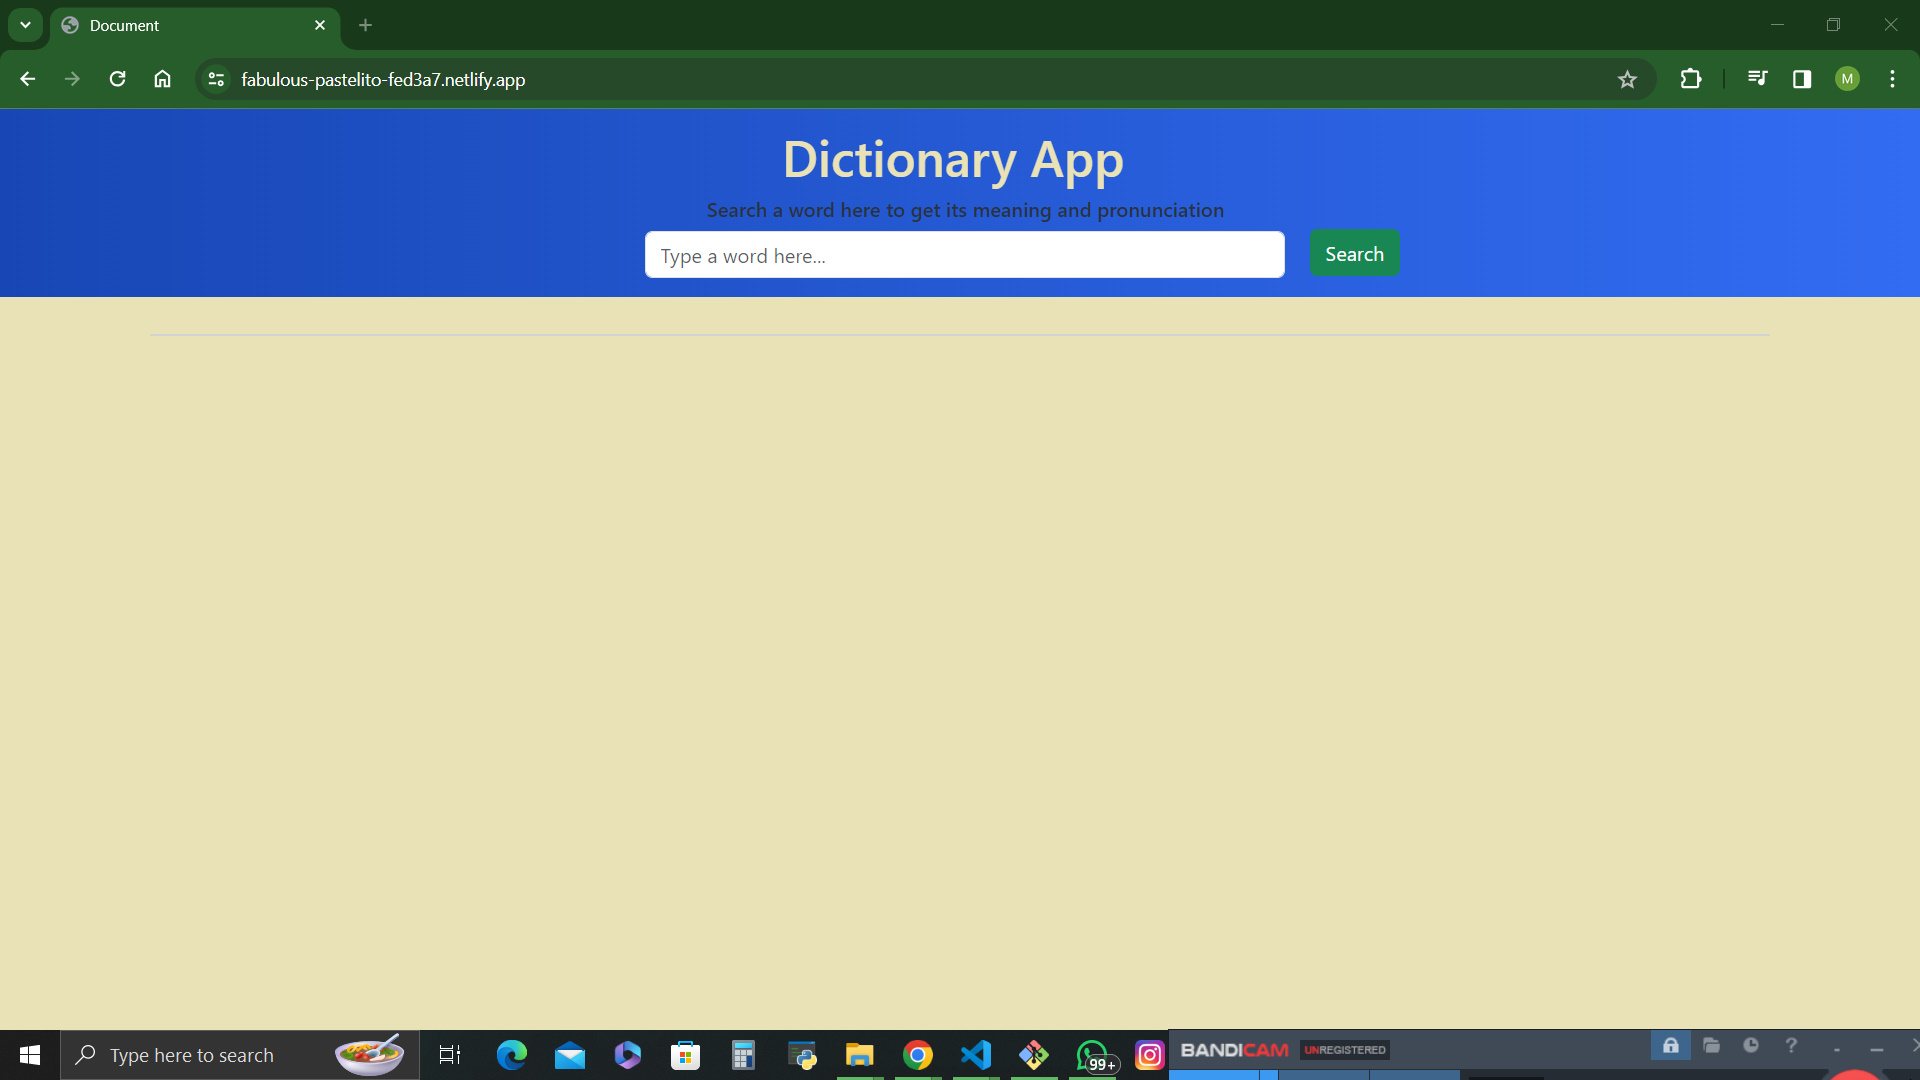 Document
fabulous-pastelito-fed3a7.netlify.app
M
Dictionary App
Search a word here to get its meaning and pronunciation
Type a word here...
Search
Type here to search
99+
BANDICAM
UNREGISTERED